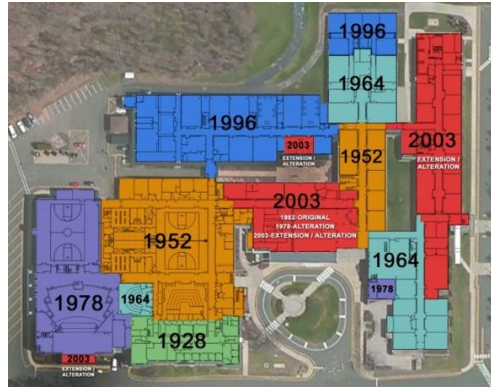 1996
1964
1996
2003
EXTENSION /
ALTERATION
2003
EXTENSION /
ALTERATION
1952
2003
1952-ORIGINAL
1978-ALTERATION
2003-EXTENSION / ALTERATION
1952
1964
1978
1964
1978
1928
2003
EXTENSION /
ALTERATION